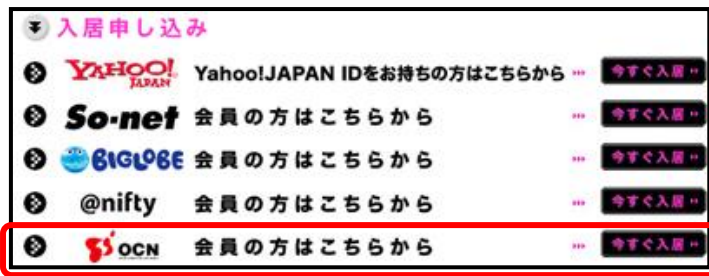 入居申し込み
YAHOO! JAPAN Yahoo!JAPAN IDをお持ちの方はこちらから 今すぐ入居
So-net 会員の方はこちらから 今すぐ入居
BIGLOBE 会員の方はこちらから 今すぐ入居
@nifty 会員の方はこちらから 今すぐ入居
OCN 会員の方はこちらから 今すぐ入居